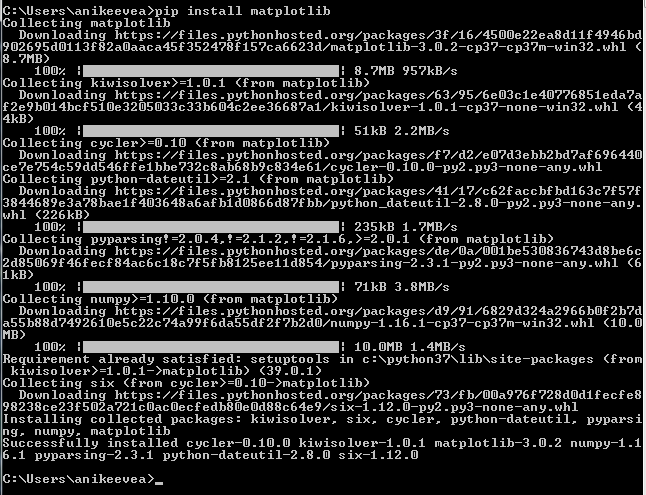 C:\Users\anikeevea>pip install matplotlib
Collecting matplotlib
  Downloading https://files.pythonhosted.org/packages/3f/16/4500e22ea8d11f4946bd
902695d0113f82a0aaca45f352478f157ca6623d/matplotlib-3.0.2-cp37-cp37m-win32.whl (
8.7MB)
    100% |████████████████████████████████| 8.7MB 957kB/s
Collecting kiwisolver>=1.0.1 (from matplotlib)
  Downloading https://files.pythonhosted.org/packages/63/95/6e03c1e40776851eda7a
f2e9b014bcf510e3205033c33b604c2ee36687a1/kiwisolver-1.0.1-cp37-none-win32.whl (4
4kB)
    100% |████████████████████████████████| 51kB 2.2MB/s
Collecting cycler>=0.10 (from matplotlib)
  Downloading https://files.pythonhosted.org/packages/f7/d2/e07d3ebb2bd7af696440
ce7e754c59dd546ffe1bbe732c8ab68b9c834e61/cycler-0.10.0-py2.py3-none-any.whl
Collecting python-dateutil>=2.1 (from matplotlib)
  Downloading https://files.pythonhosted.org/packages/41/17/c62faccbfbd163c7f57f
3844689e3a78bae1f403648a6afb1d0866d87fbb/python_dateutil-2.8.0-py2.py3-none-any.
whl (226kB)
    100% |████████████████████████████████| 235kB 1.7MB/s
Collecting pyparsing!=2.0.4,!=2.1.2,!=2.1.6,>=2.0.1 (from matplotlib)
  Downloading https://files.pythonhosted.org/packages/de/0a/001be530836743d8be6c
2d85069f46fecf84ac6c18c7f5fb8125ee11d854/pyparsing-2.3.1-py2.py3-none-any.whl (6
1kB)
    100% |████████████████████████████████| 71kB 3.8MB/s
Collecting numpy>=1.10.0 (from matplotlib)
  Downloading https://files.pythonhosted.org/packages/d9/91/6829d324a2966b0f2b7d
a55b88d7492610e5c22c74a99f6da55df2f7b2d0/numpy-1.16.1-cp37-cp37m-win32.whl (10.0
MB)
    100% |████████████████████████████████| 10.0MB 1.4MB/s
Requirement already satisfied: setuptools in c:\python37\lib\site-packages (from
 kiwisolver>=1.0.1->matplotlib) (39.0.1)
Collecting six (from cycler>=0.10->matplotlib)
  Downloading https://files.pythonhosted.org/packages/73/fb/00a976f728d0d1fecfe8
98238ce23f502a721c0ac0ecfedb80e0d88c64e9/six-1.12.0-py2.py3-none-any.whl
Installing collected packages: kiwisolver, six, cycler, python-dateutil, pyparsi
ng, numpy, matplotlib
Successfully installed cycler-0.10.0 kiwisolver-1.0.1 matplotlib-3.0.2 numpy-1.1
6.1 pyparsing-2.3.1 python-dateutil-2.8.0 six-1.12.0
C:\Users\anikeevea>_